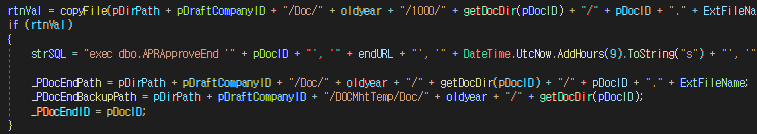 rtnVal = copyFile(pDirPath + pDraftCompanyID + "/Doc/" + oldyear + "/1000/" + getDocDir(pDocID) + "/" + pDocID + "." + ExtFileNa
if (rtnVal)
{
strSQL = "exec dbo.APRApproveEnd '" + pDocID + "', '" + endURL + "', '" + DateTime.UtcNow.AddHours(9).ToString("s") + "', '"
_PDocEndPath = pDirPath + pDraftCompanyID + "/Doc/" + oldyear + "/" + getDocDir(pDocID) + "/" + pDocID + "." + ExtFileName;
_PDocEndBackupPath = pDirPath + pDraftCompanyID + "/DOCMhtTemp/Doc/" + oldyear + "/" + getDocDir(pDocID);
_PDocEndID = pDocID;
}